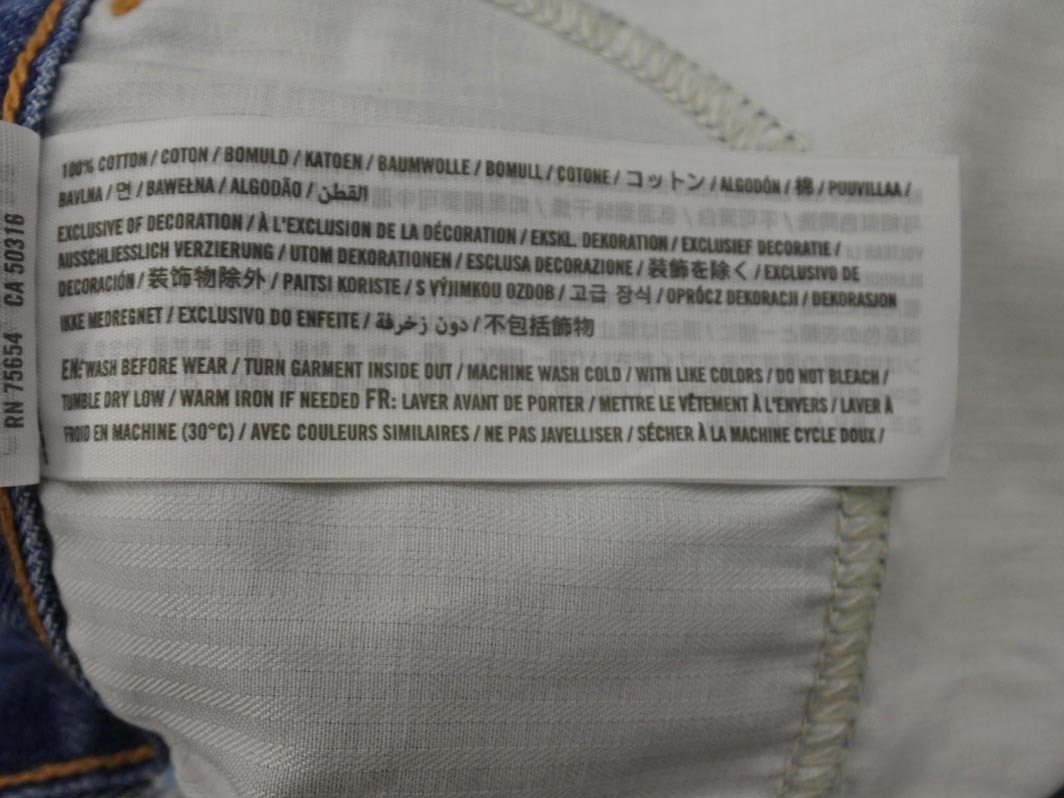 RN 75654 CA 50316
100% COTTON / COTON / BOMULD / KATOEN / BAUMWOLLE / BOMULL / COTONE / コットン / ALGODÓN / 棉 / PUUVILLAA /
BAVLNA / 면 / BAWEŁNA / ALGODÃO / القطن
EXCLUSIVE OF DECORATION / À L'EXCLUSION DE LA DÉCORATION / EKSKL. DEKORATION / EXCLUSIEF DECORATIE /
AUSSCHLIESSLICH VERZIERUNG / UTOM DEKORATIONEN / ESCLUSA DECORAZIONE / 装飾を除く / EXCLUSIVO DE
DECORACIÓN / 装饰物除外 / PAITSI KORISTE / S VÝJIMKOU OZDOB / 고급 장식 / OPRÓCZ DEKORACJI / DEKORASJON
IKKE MEDREGNET / EXCLUSIVO DO ENFEITE / دون زخرفة / 不包括飾物
EN: WASH BEFORE WEAR / TURN GARMENT INSIDE OUT / MACHINE WASH COLD / WITH LIKE COLORS / DO NOT BLEACH /
TUMBLE DRY LOW / WARM IRON IF NEEDED FR: LAVER AVANT DE PORTER / METTRE LE VÊTEMENT À L'ENVERS / LAVER À
FROID EN MACHINE (30°C) / AVEC COULEURS SIMILAIRES / NE PAS JAVELLISER / SÉCHER À LA MACHINE CYCLE DOUX /